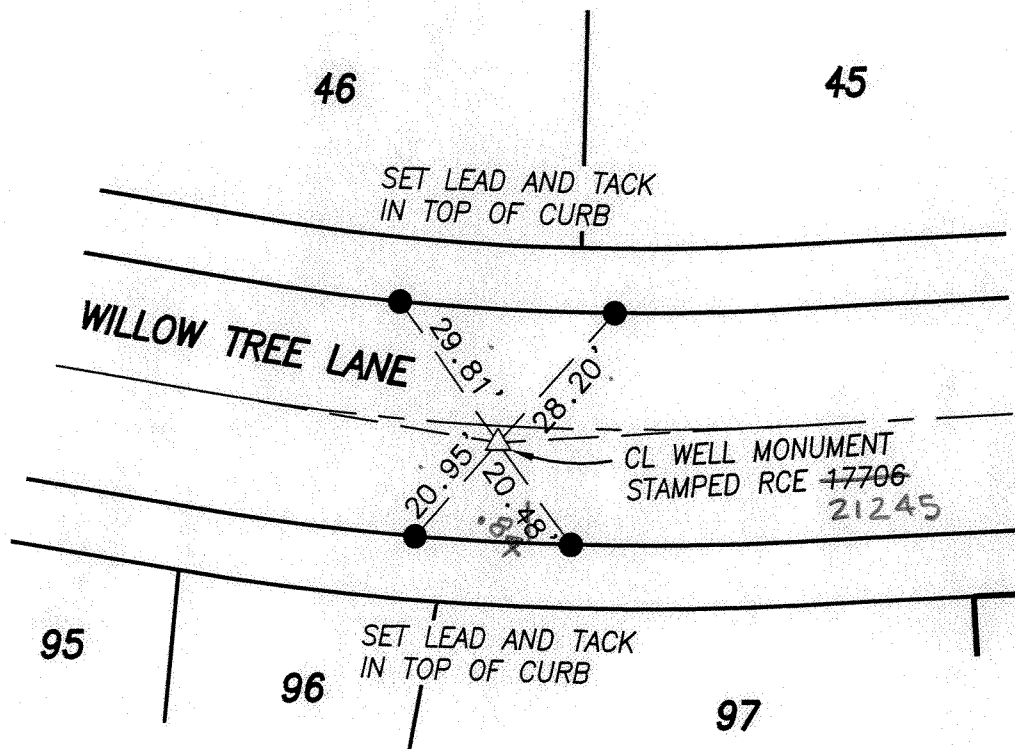 46
45
SET LEAD AND TACK
IN TOP OF CURB
WILLOW TREE LANE
29.81'
28.20'
20.95'
20.48'
CL WELL MONUMENT
STAMPED RCE 17706
21245
SET LEAD AND TACK
IN TOP OF CURB
95
96
97